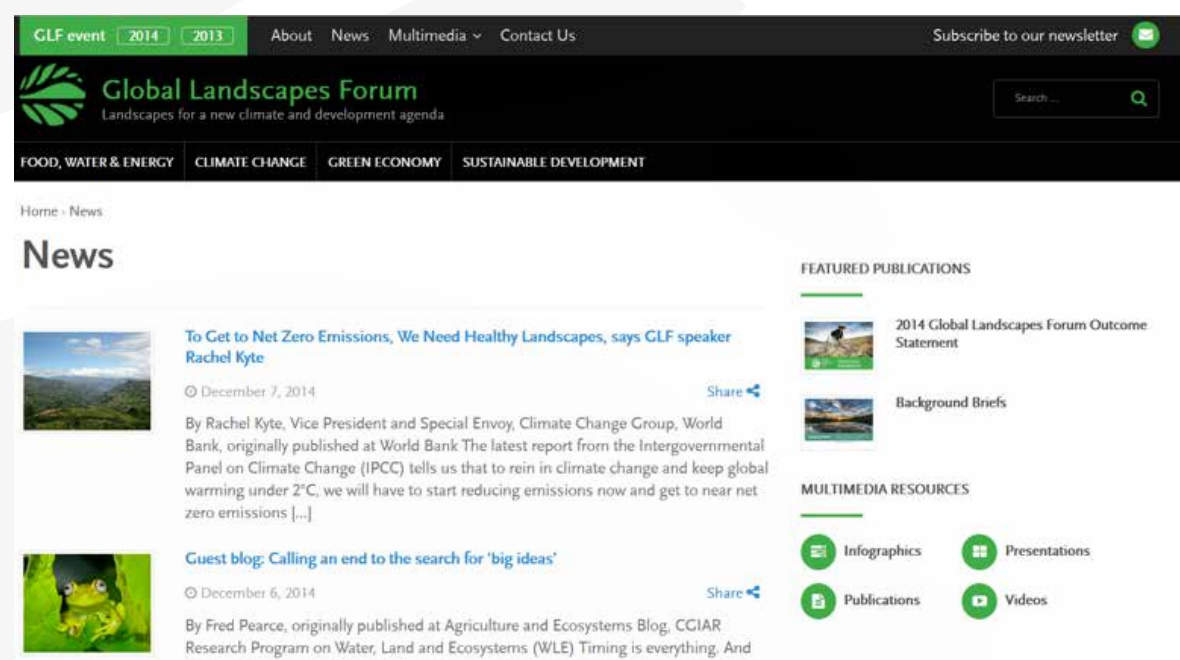 GLF event 2014 2013 About News Multimedia Contact Us Subscribe to our newsletter
Global Landscapes Forum
Landscapes for a new climate and development agenda
Search ...
FOOD, WATER & ENERGY CLIMATE CHANGE GREEN ECONOMY SUSTAINABLE DEVELOPMENT
Home › News
News
To Get to Net Zero Emissions, We Need Healthy Landscapes, says GLF speaker
Rachel Kyte
December 7, 2014 Share
By Rachel Kyte, Vice President and Special Envoy, Climate Change Group, World
Bank, originally published at World Bank The latest report from the Intergovernmental
Panel on Climate Change (IPCC) tells us that to rein in climate change and keep global
warming under 2°C, we will have to start reducing emissions now and get to near net
zero emissions [...]
Guest blog: Calling an end to the search for 'big ideas'
December 6, 2014 Share
By Fred Pearce, originally published at Agriculture and Ecosystems Blog, CGIAR
Research Program on Water, Land and Ecosystems (WLE) Timing is everything. And
FEATURED PUBLICATIONS
2014 Global Landscapes Forum Outcome
Statement
Background Briefs
MULTIMEDIA RESOURCES
Infographics Presentations
Publications Videos